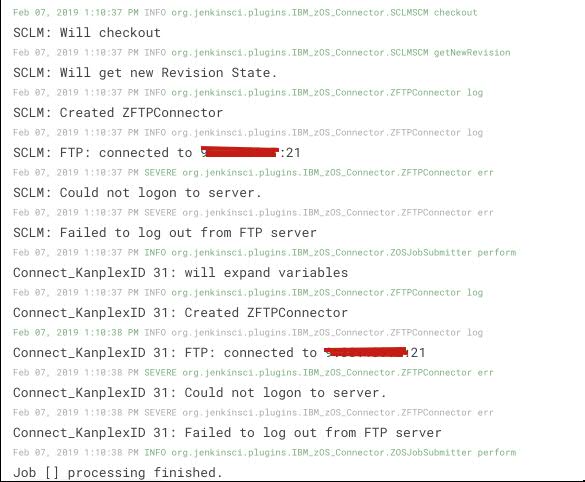 Feb 07, 2019 1:10:37 PM INFO org.jenkinsci.plugins.IBM_zOS_Connector.SCLMSCM checkout
SCLM: Will checkout
Feb 07, 2019 1:10:37 PM INFO org.jenkinsci.plugins.IBM_zOS_Connector.SCLMSCM getNewRevision
SCLM: Will get new Revision State.
Feb 07, 2019 1:10:37 PM INFO org.jenkinsci.plugins.IBM_zOS_Connector.ZFTPConnector log
SCLM: Created ZFTPConnector
Feb 07, 2019 1:10:37 PM INFO org.jenkinsci.plugins.IBM_zOS_Connector.ZFTPConnector log
SCLM: FTP: connected to :21
Feb 07, 2019 1:10:37 PM SEVERE org.jenkinsci.plugins.IBM_zOS_Connector.ZFTPConnector err
SCLM: Could not logon to server.
Feb 07, 2019 1:10:37 PM SEVERE org.jenkinsci.plugins.IBM_zOS_Connector.ZFTPConnector err
SCLM: Failed to log out from FTP server
Feb 07, 2019 1:10:37 PM INFO org.jenkinsci.plugins.IBM_zOS_Connector.ZOSJobSubmitter perform
Connect_KanplexID 31: will expand variables
Feb 07, 2019 1:10:37 PM INFO org.jenkinsci.plugins.IBM_zOS_Connector.ZFTPConnector log
Connect_KanplexID 31: Created ZFTPConnector
Feb 07, 2019 1:10:38 PM INFO org.jenkinsci.plugins.IBM_zOS_Connector.ZFTPConnector log
Connect_KanplexID 31: FTP: connected to :21
Feb 07, 2019 1:10:38 PM SEVERE org.jenkinsci.plugins.IBM_zOS_Connector.ZFTPConnector err
Connect_KanplexID 31: Could not logon to server.
Feb 07, 2019 1:10:38 PM SEVERE org.jenkinsci.plugins.IBM_zOS_Connector.ZFTPConnector err
Connect_KanplexID 31: Failed to log out from FTP server
Feb 07, 2019 1:10:38 PM INFO org.jenkinsci.plugins.IBM_zOS_Connector.ZOSJobSubmitter perform
Job [] processing finished.